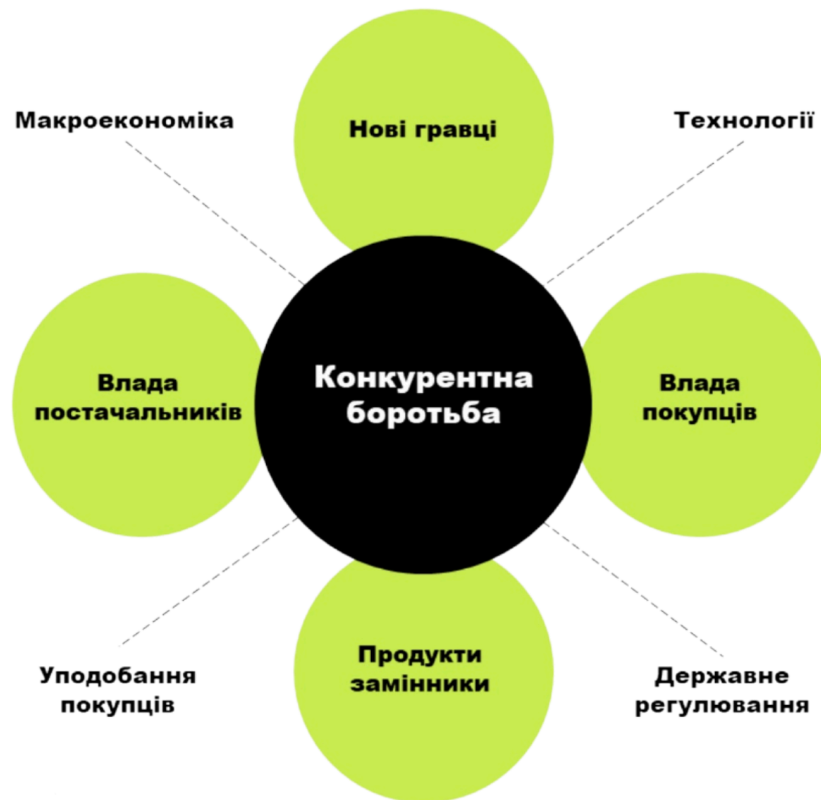 Макроекономіка
Нові гравці
Технології
Влада
постачальників
Конкурентна
боротьба
Влада
покупців
Уподобання
покупців
Продукти
замінники
Державне
регулювання